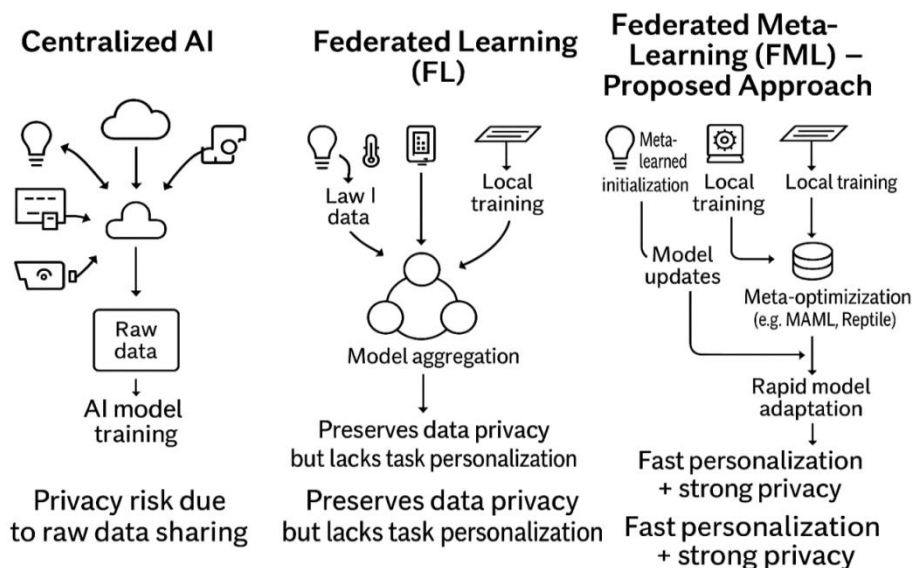 Centralized AI
Raw
data
AI model
training
Privacy risk due
to raw data sharing
Federated Learning
(FL)
Law I
data
Local
training
Model aggregation
Preserves data privacy
but lacks task personalization
Preserves data privacy
but lacks task personalization
Federated Meta-
Learning (FML) –
Proposed Approach
Meta-
learned
initialization
Local
training
Local training
Model
updates
Meta-optimizization
(e.g. MAML, Reptile)
Rapid model
adaptation
Fast personalization
+ strong privacy
Fast personalization
+ strong privacy